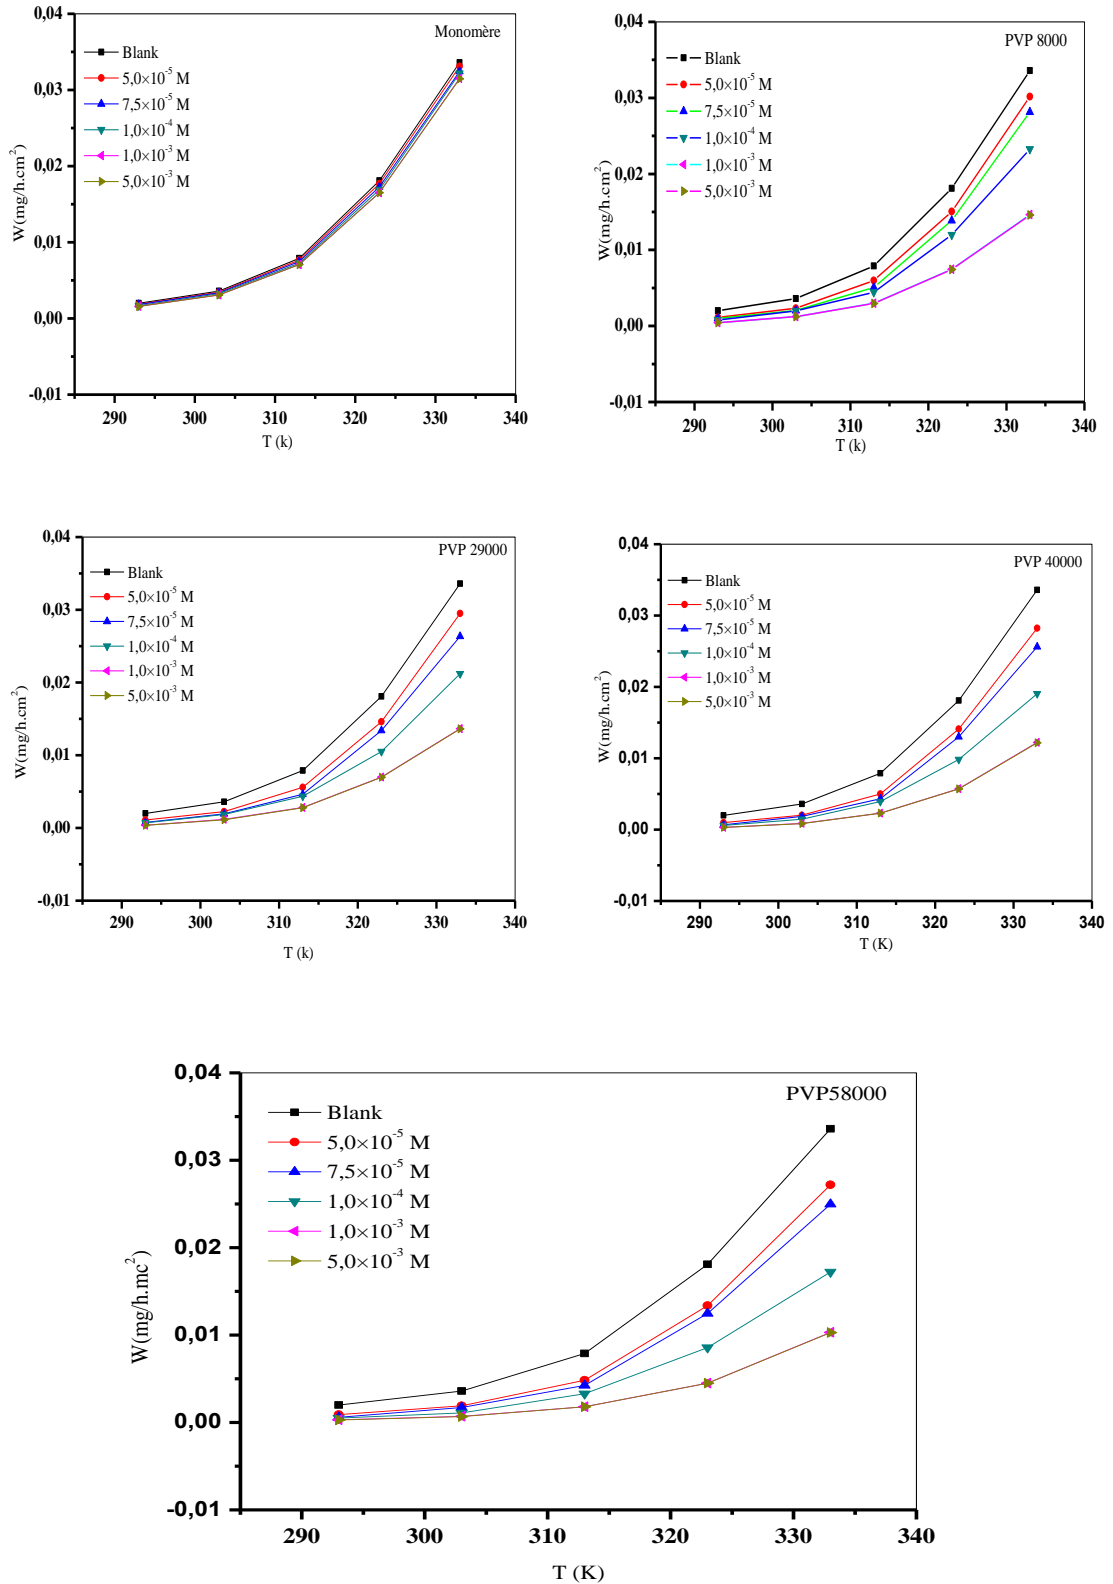 Monomère
0,04
0,03
0,02
0,01
0,00
-0,01
W(mg/h.cm²)
Blank
5,0×10⁻⁵ M
7,5×10⁻⁵ M
1,0×10⁻⁴ M
1,0×10⁻³ M
5,0×10⁻³ M
290 300 310 320 330 340
T (k)
PVP 8000
0,04
0,03
0,02
0,01
0,00
-0,01
W(mg/h.cm²)
Blank
5,0×10⁻⁵ M
7,5×10⁻⁵ M
1,0×10⁻⁴ M
1,0×10⁻³ M
5,0×10⁻³ M
290 300 310 320 330 340
T (k)
PVP 29000
0,04
0,03
0,02
0,01
0,00
-0,01
W(mg/h.cm²)
Blank
5,0×10⁻⁵ M
7,5×10⁻⁵ M
1,0×10⁻⁴ M
1,0×10⁻³ M
5,0×10⁻³ M
290 300 310 320 330 340
T (k)
PVP 40000
0,04
0,03
0,02
0,01
0,00
-0,01
W(mg/h.cm²)
Blank
5,0×10⁻⁵ M
7,5×10⁻⁵ M
1,0×10⁻⁴ M
1,0×10⁻³ M
5,0×10⁻³ M
290 300 310 320 330 340
T (K)
PVP58000
0,04
0,03
0,02
0,01
0,00
-0,01
W(mg/h.mc²)
Blank
5,0×10⁻⁵ M
7,5×10⁻⁵ M
1,0×10⁻⁴ M
1,0×10⁻³ M
5,0×10⁻³ M
290 300 310 320 330 340
T (K)